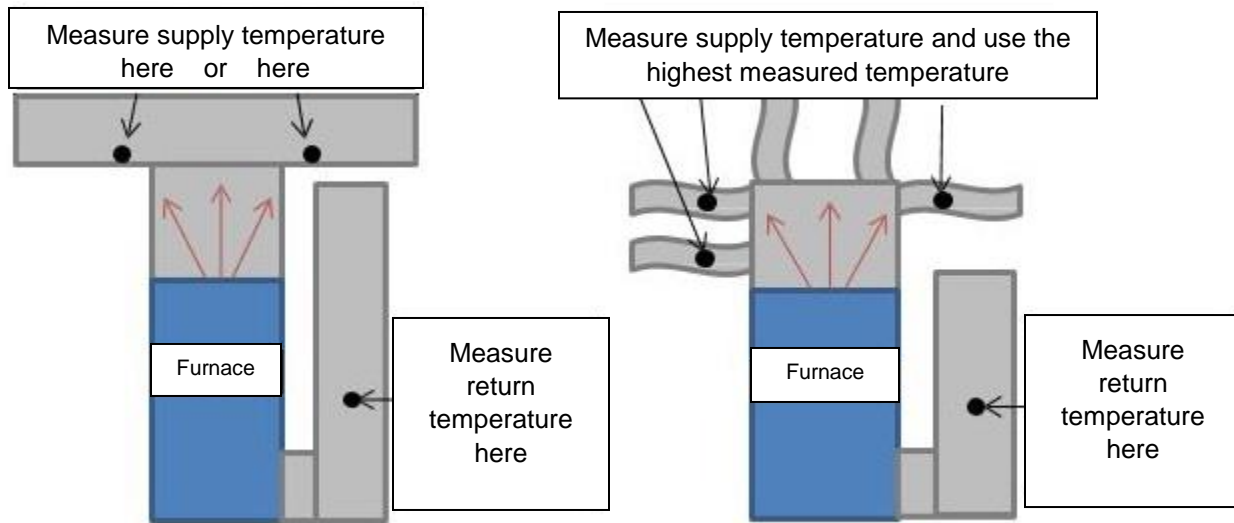 Measure supply temperature
here or here
Furnace
Measure
return
temperature
here
Measure supply temperature and use the
highest measured temperature
Furnace
Measure
return
temperature
here